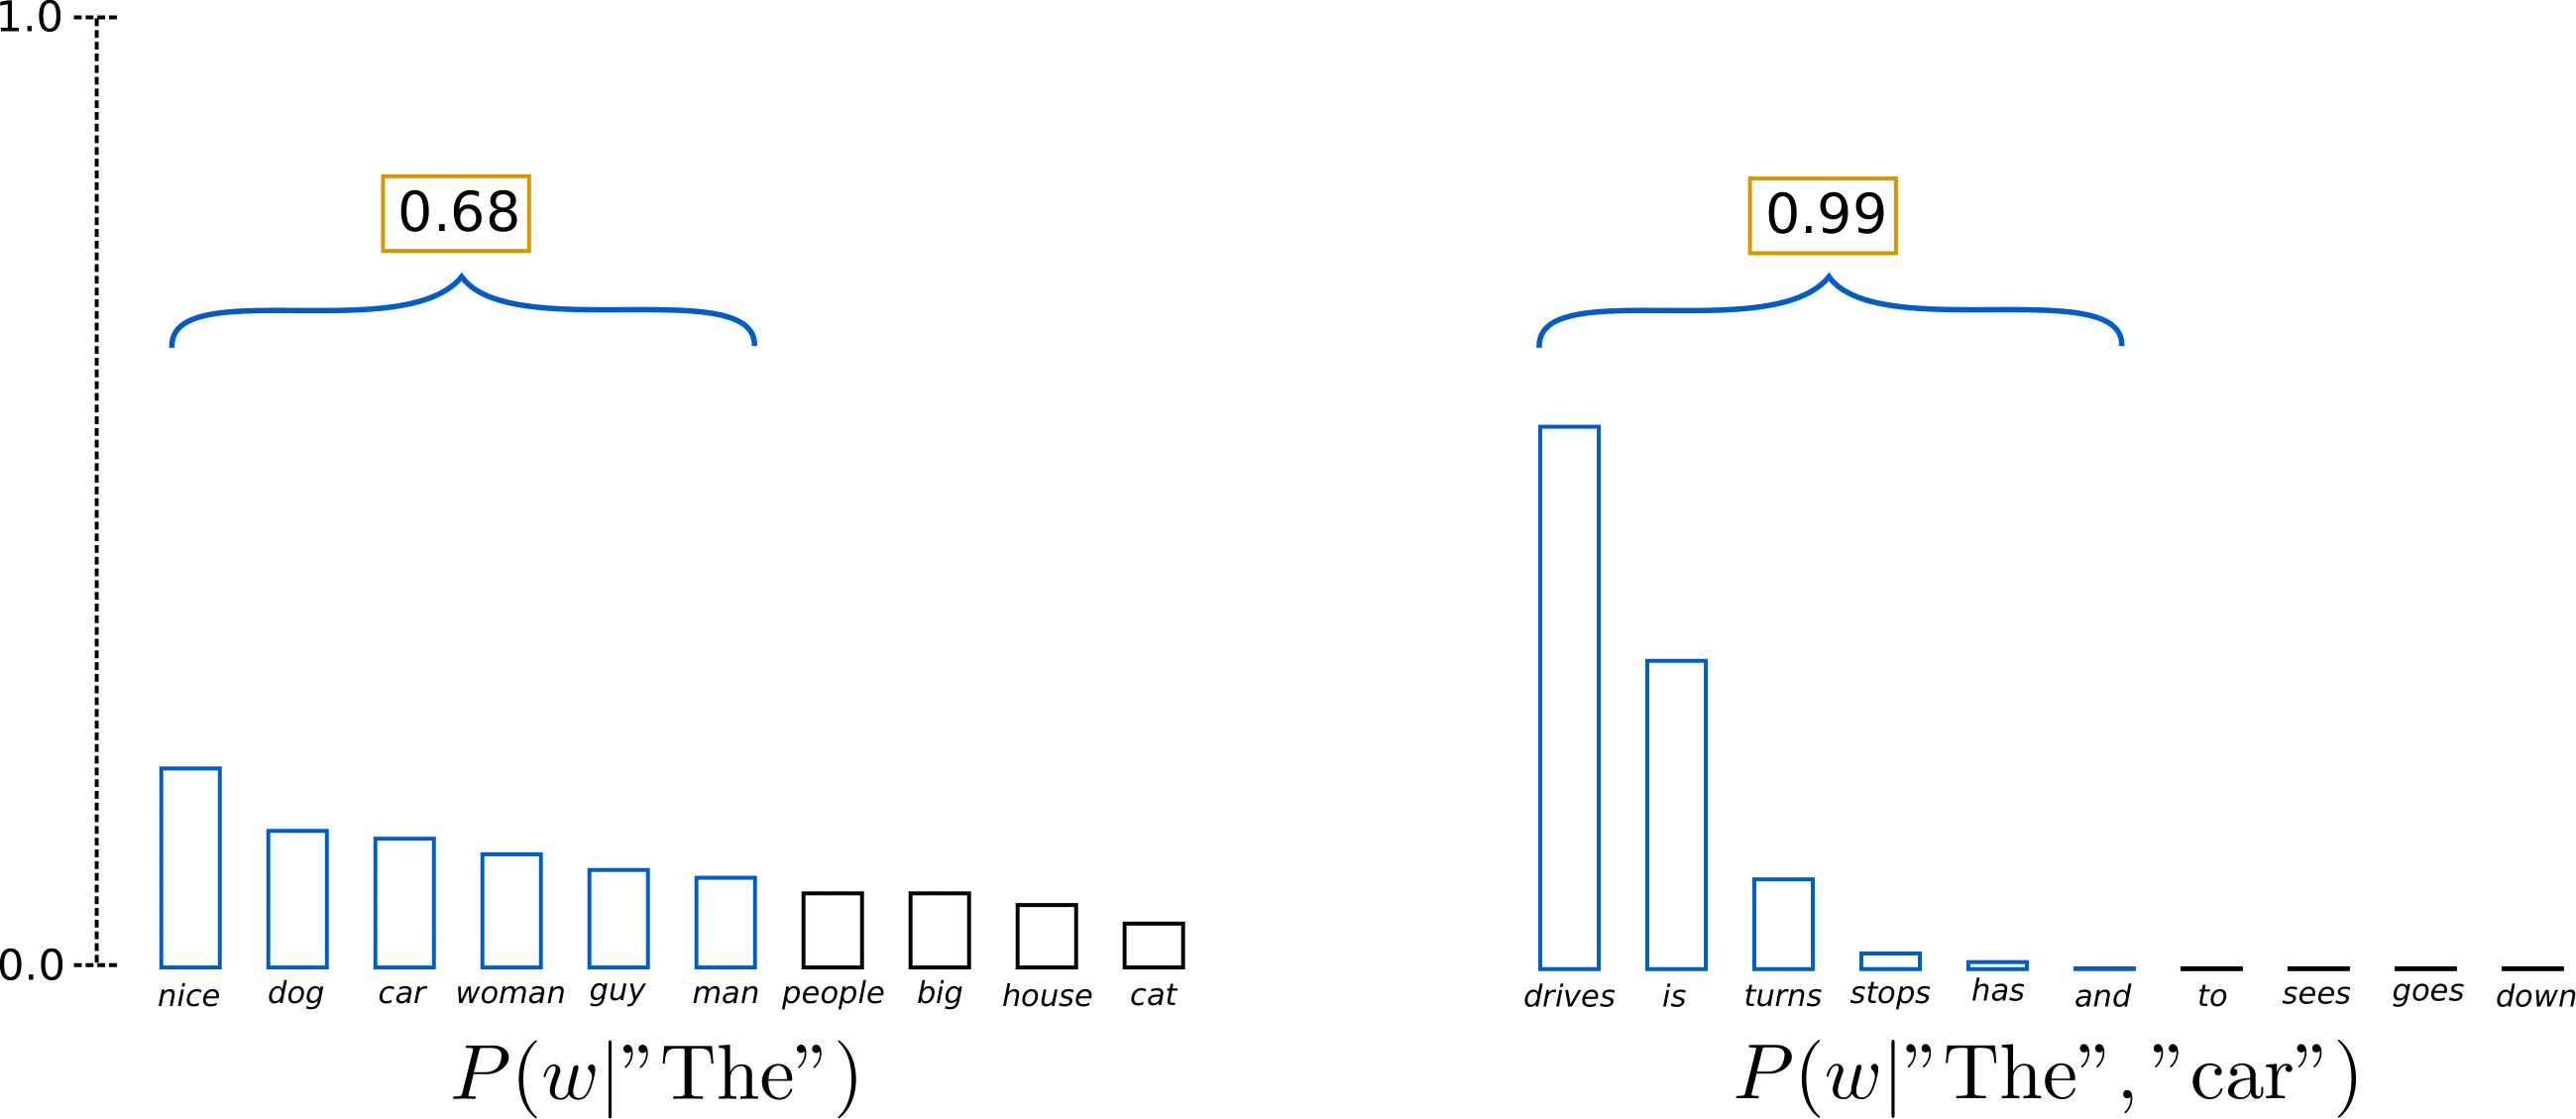 1.0
0.68
0.99
0.0
nice dog car woman guy man people big house cat
drives is turns stops has and to sees goes down
P(w|”The”)
P(w|”The”,”car”)